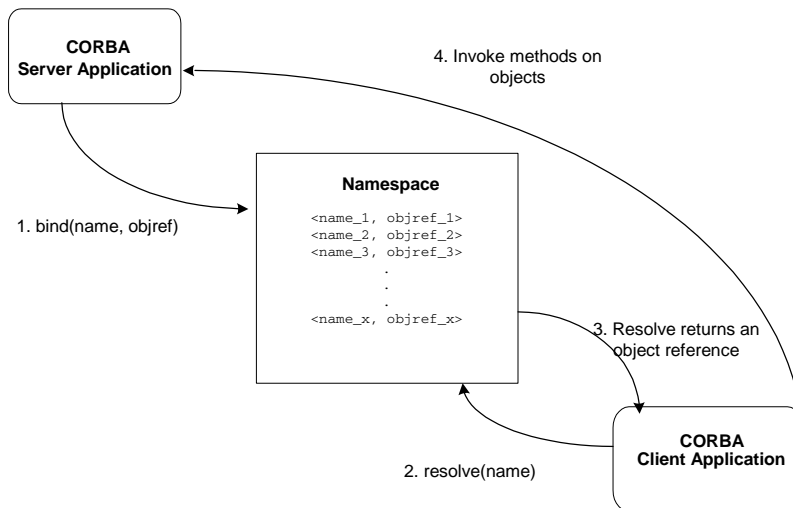 CORBA
Server Application
4. Invoke methods on
objects
Namespace
<name_1, objref_1>
<name_2, objref_2>
<name_3, objref_3>
.
.
.
<name_x, objref_x>
1. bind(name, objref)
3. Resolve returns an
object reference
2. resolve(name)
CORBA
Client Application